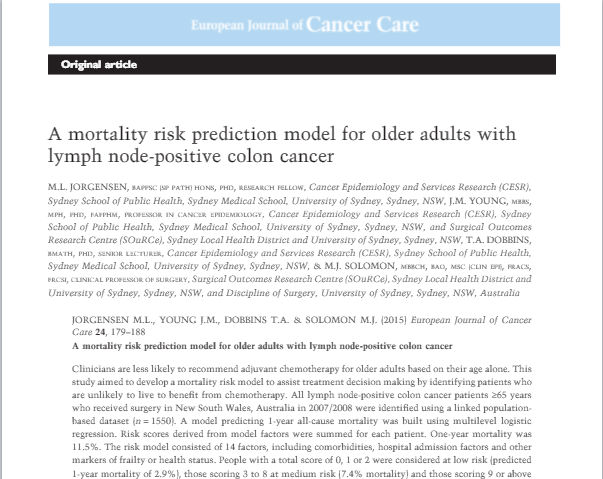 European Journal of Cancer Care
Original article
A mortality risk prediction model for older adults with
lymph node-positive colon cancer
M.L. JORGENSEN, BAPPSC (SP PATH) HONS, PHD, RESEARCH FELLOW, Cancer Epidemiology and Services Research (CESR),
Sydney School of Public Health, Sydney Medical School, University of Sydney, Sydney, NSW, J.M. YOUNG, MBBS,
MPH, PHD, FAFPHM, PROFESSOR IN CANCER EPIDEMIOLOGY, Cancer Epidemiology and Services Research (CESR), Sydney
School of Public Health, Sydney Medical School, University of Sydney, Sydney, NSW, and Surgical Outcomes
Research Centre (SOuRCe), Sydney Local Health District and University of Sydney, Sydney, NSW, T.A. DOBBINS,
BMATH, PHD, SENIOR LECTURER, Cancer Epidemiology and Services Research (CESR), Sydney School of Public Health,
Sydney Medical School, University of Sydney, Sydney, NSW, & M.J. SOLOMON, MBBCH, BAO, MSC (CLIN EPI), FRACS,
FRCSI, CLINICAL PROFESSOR OF SURGERY, Surgical Outcomes Research Centre (SOuRCe), Sydney Local Health District and
University of Sydney, Sydney, NSW, and Discipline of Surgery, University of Sydney, Sydney, NSW, Australia
JORGENSEN M.L., YOUNG J.M., DOBBINS T.A. & SOLOMON M.J. (2015) European Journal of Cancer
Care 24, 179–188
A mortality risk prediction model for older adults with lymph node-positive colon cancer
Clinicians are less likely to recommend adjuvant chemotherapy for older adults based on their age alone. This
study aimed to develop a mortality risk model to assist treatment decision making by identifying patients who
are unlikely to live to benefit from chemotherapy. All lymph node-positive colon cancer patients ≥65 years
who received surgery in New South Wales, Australia in 2007/2008 were identified using a linked population-
based dataset (n = 1550). A model predicting 1-year all-cause mortality was built using multilevel logistic
regression. Risk scores derived from model factors were summed for each patient. One-year mortality was
11.5%. The risk model consisted of 14 factors, including comorbidities, hospital admission factors and other
markers of frailty or health status. People with a total score of 0, 1 or 2 were considered at low risk (predicted
1-year mortality of 2.9%), those scoring 3 to 8 at medium risk (7.4% mortality) and those scoring 9 or above